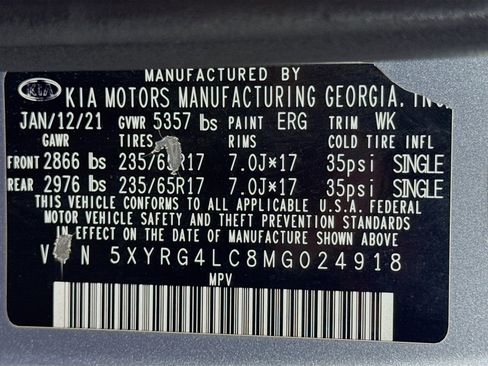 MANUFACTURED BY
KIA KIA MOTORS MANUFACTURING GEORGIA, INC.
JAN/12/21 GVWR 5357 lbs PAINT ERG TRIM WK
GAWR TIRES RIMS COLD TIRE INFL
FRONT 2866 lbs 235/65R17 7.0J*17 35psi SINGLE
REAR 2976 lbs 235/65R17 7.0J*17 35psi SINGLE
THIS VEHICLE CONFORMS TO ALL APPLICABLE U.S.A. FEDERAL
MOTOR VEHICLE SAFETY AND THEFT PREVENTION STANDARDS
IN EFFECT ON THE DATE OF MANUFACTURE SHOWN ABOVE.
V N 5XYRG4LC8MG024918
MPV